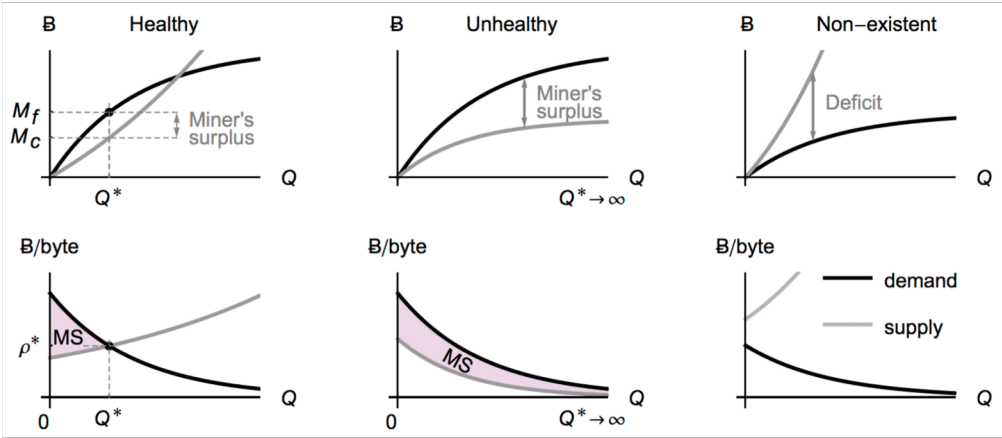 Ƀ Healthy
M_f
M_c
Miner's
surplus
Q
Q*
Ƀ Unhealthy
Miner's
surplus
Q
Q* → ∞
Ƀ Non−existent
Deficit
Q
Ƀ/byte
MS
ρ*
Q
0 Q*
Ƀ/byte
MS
Q
0 Q* → ∞
Ƀ/byte
demand
supply
Q